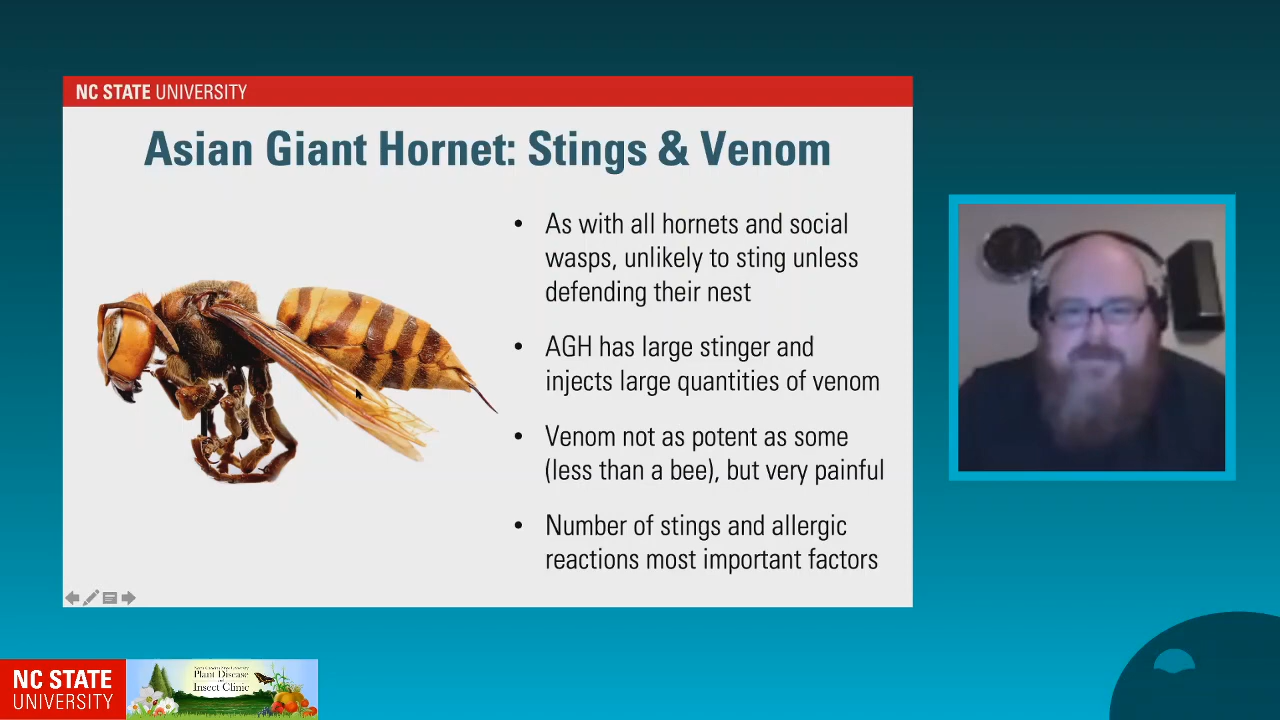 NC STATE UNIVERSITY
Asian Giant Hornet: Stings & Venom
• As with all hornets and social
wasps, unlikely to sting unless
defending their nest
• AGH has large stinger and
injects large quantities of venom
• Venom not as potent as some
(less than a bee), but very painful
• Number of stings and allergic
reactions most important factors
NC STATE
UNIVERSITY
Plant Disease
and
Insect Clinic